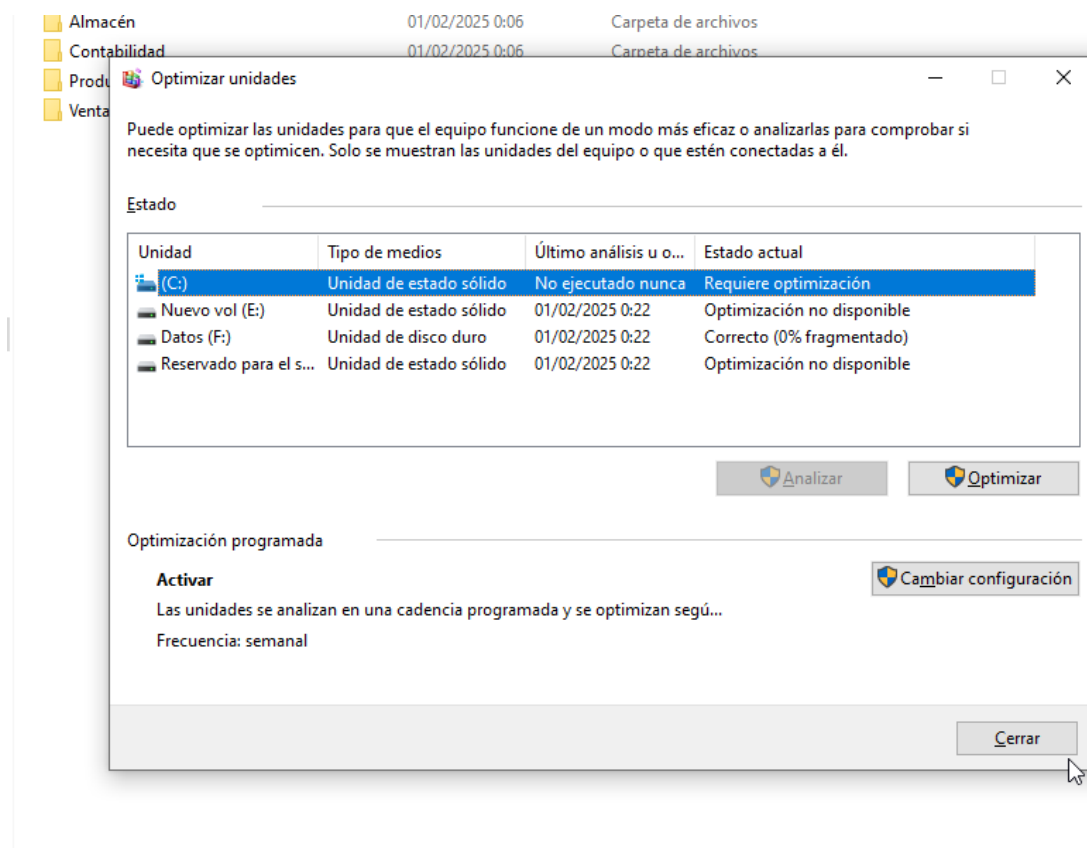 Almacén 01/02/2025 0:06 Carpeta de archivos
Contabilidad 01/02/2025 0:06 Carpeta de archivos
Optimizar unidades
Puede optimizar las unidades para que el equipo funcione de un modo más eficaz o analizarlas para comprobar si
necesita que se optimicen. Solo se muestran las unidades del equipo o que estén conectadas a él.
Estado
Unidad Tipo de medios Último análisis u o... Estado actual
(C:) Unidad de estado sólido No ejecutado nunca Requiere optimización
Nuevo vol (E:) Unidad de estado sólido 01/02/2025 0:22 Optimización no disponible
Datos (F:) Unidad de disco duro 01/02/2025 0:22 Correcto (0% fragmentado)
Reservado para el s... Unidad de estado sólido 01/02/2025 0:22 Optimización no disponible
Analizar Optimizar
Optimización programada
Activar
Cambiar configuración
Las unidades se analizan en una cadencia programada y se optimizan segú...
Frecuencia: semanal
Cerrar